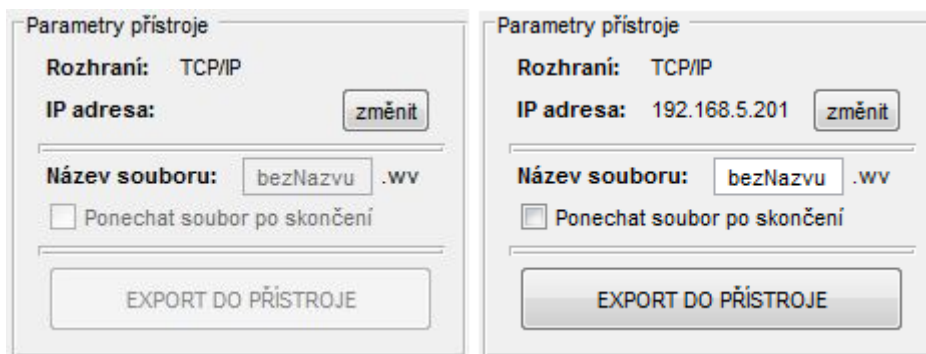 Parametry přístroje
Rozhraní: TCP/IP
IP adresa: změnit
Název souboru: bezNazvu .wv
Ponechat soubor po skončení
EXPORT DO PŘÍSTROJE
Parametry přístroje
Rozhraní: TCP/IP
IP adresa: 192.168.5.201 změnit
Název souboru: bezNazvu .wv
Ponechat soubor po skončení
EXPORT DO PŘÍSTROJE